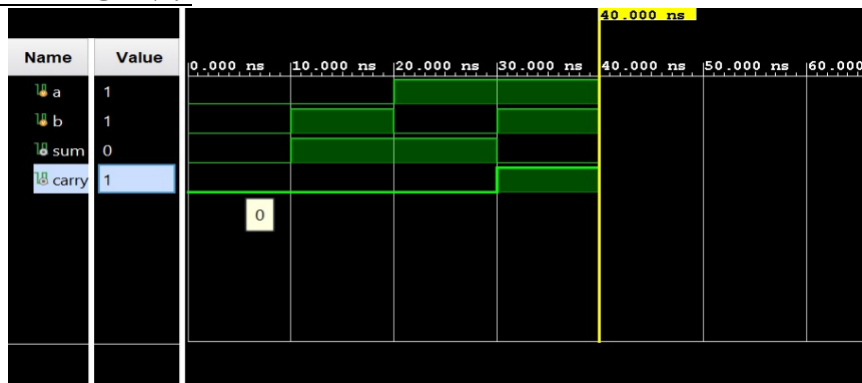 40.000 ns
Name Value
0.000 ns 10.000 ns 20.000 ns 30.000 ns 40.000 ns 50.000 ns 60.000
a 1
b 1
sum 0
carry 1
0